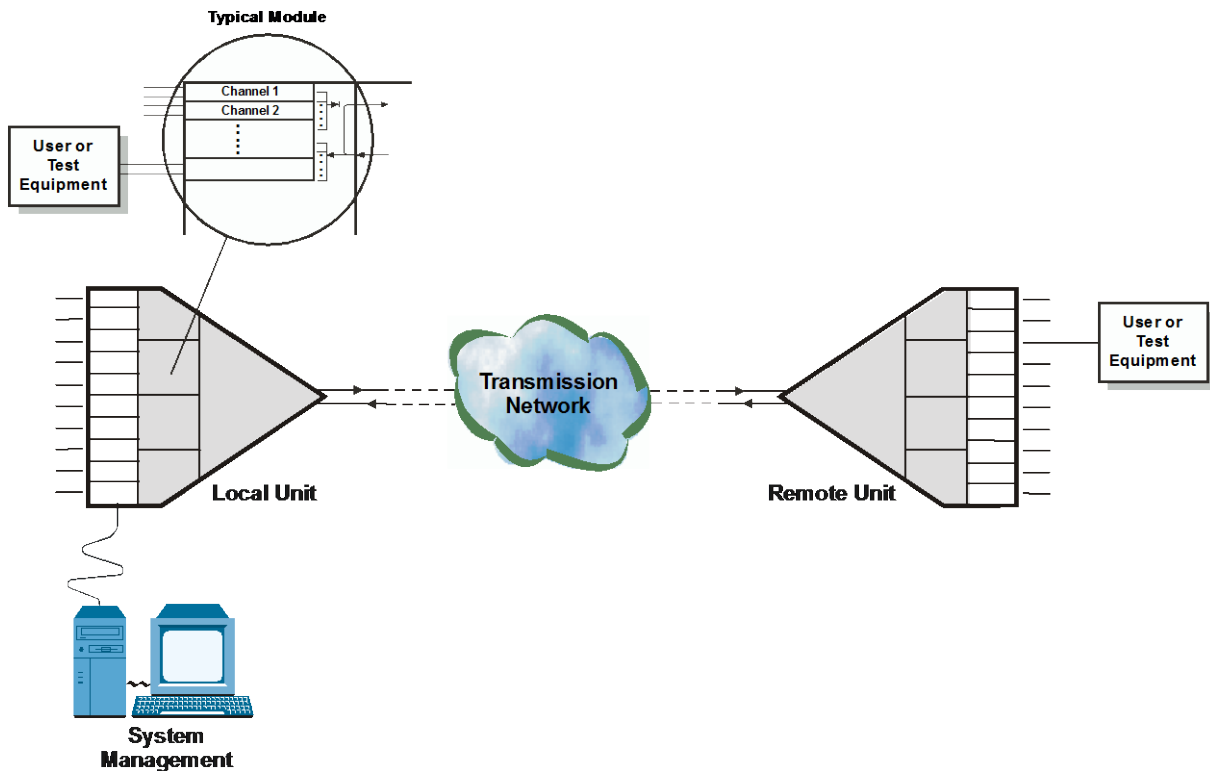 Typical Module
Channel 1
Channel 2
User or
Test
Equipment
User or
Test
Equipment
Transmission
Network
Local Unit
Remote Unit
System
Management